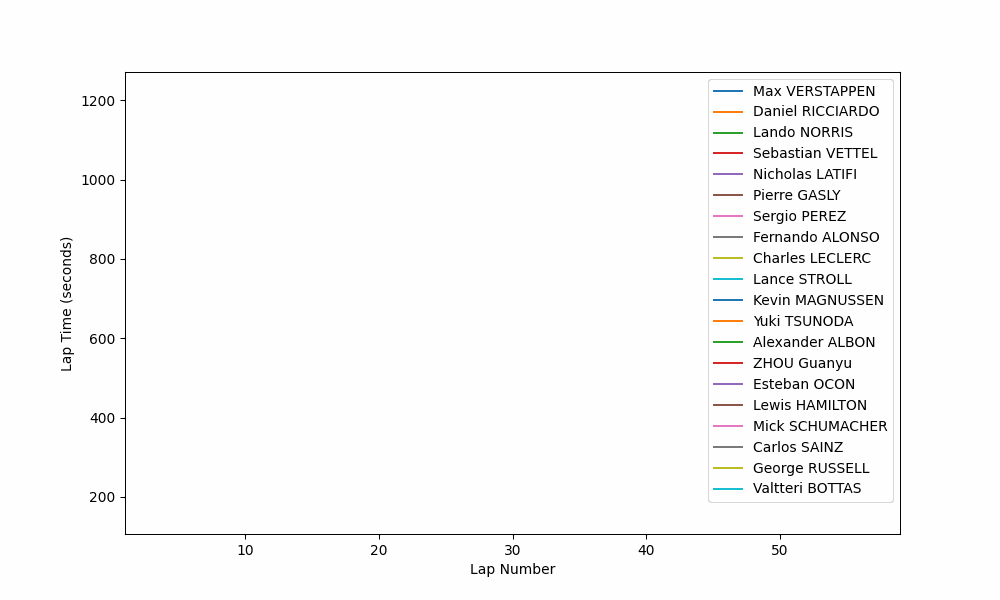 1200
1000
800
600
400
200
Lap Time (seconds)
10 20 30 40 50
Lap Number
Max VERSTAPPEN
Daniel RICCIARDO
Lando NORRIS
Sebastian VETTEL
Nicholas LATIFI
Pierre GASLY
Sergio PEREZ
Fernando ALONSO
Charles LECLERC
Lance STROLL
Kevin MAGNUSSEN
Yuki TSUNODA
Alexander ALBON
ZHOU Guanyu
Esteban OCON
Lewis HAMILTON
Mick SCHUMACHER
Carlos SAINZ
George RUSSELL
Valtteri BOTTAS